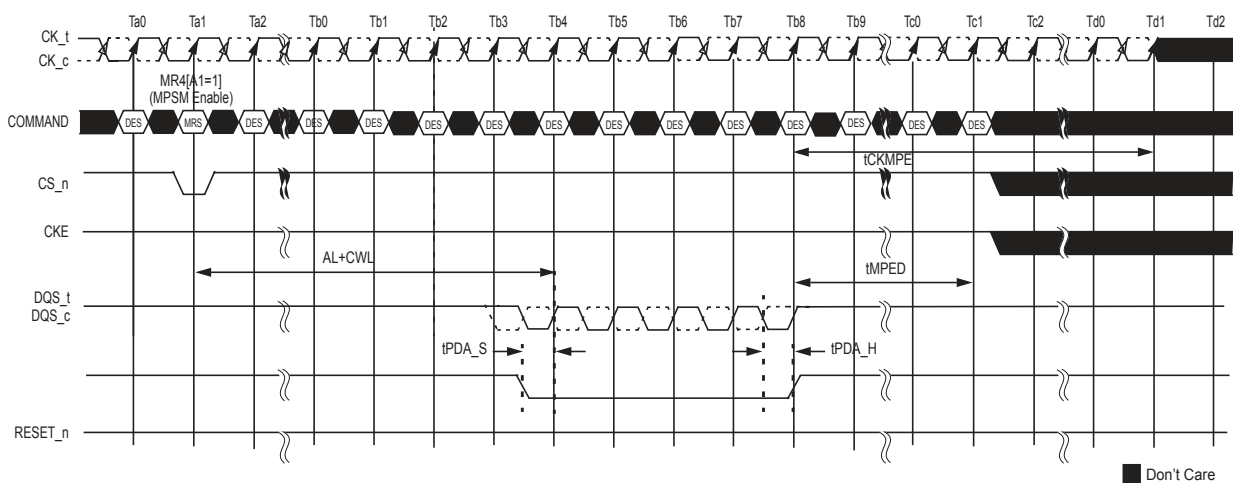 Ta0 Ta1 Ta2 Tb0 Tb1 Tb2 Tb3 Tb4 Tb5 Tb6 Tb7 Tb8 Tb9 Tc0 Tc1 Tc2 Td0 Td1 Td2
CK_t
CK_c
MR4[A1=1]
(MPSM Enable)
COMMAND DES MRS DES DES DES DES DES DES DES DES DES DES DES DES DES
tCKMPE
CS_n
CKE
AL+CWL
tMPED
DQS_t
DQS_c
tPDA_S tPDA_H
RESET_n
Don't Care